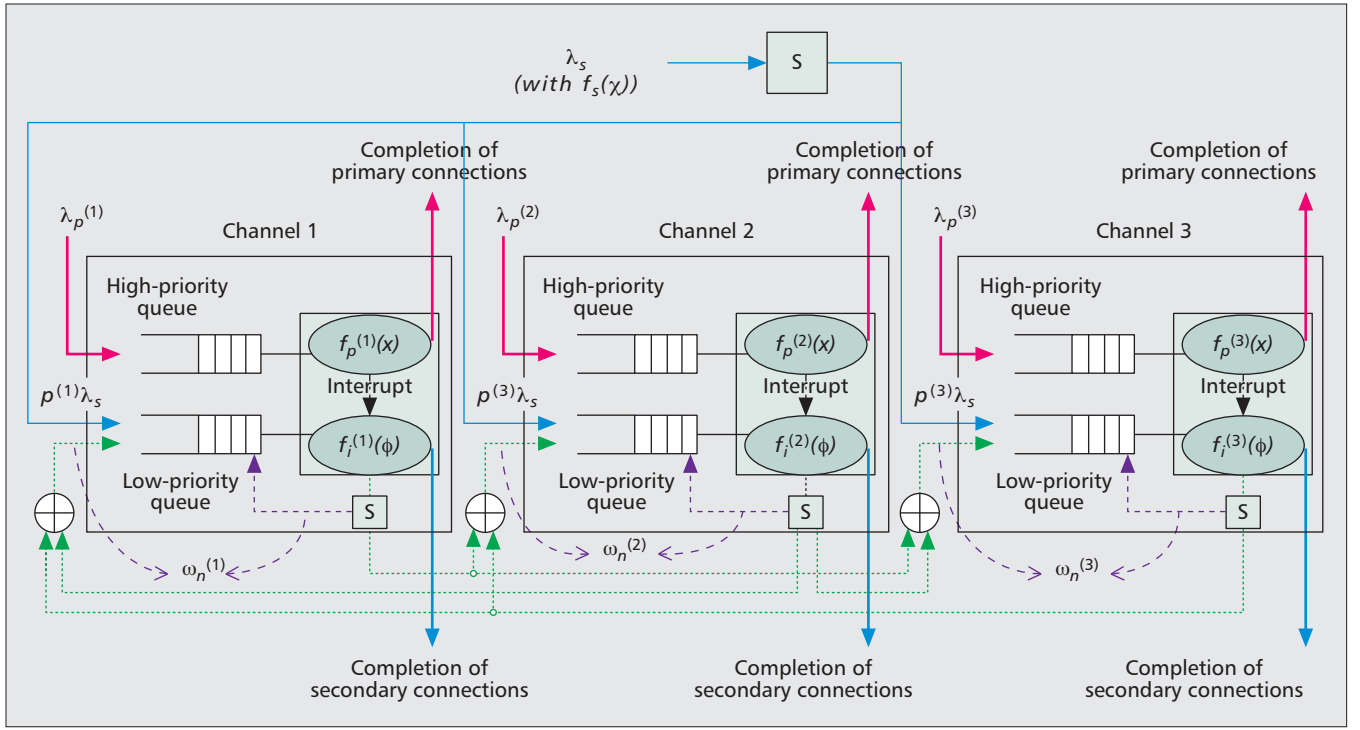 λs
(with fs(χ))
S
Completion of
primary connections
Completion of
primary connections
Completion of
primary connections
λp(1)
Channel 1
λp(2)
Channel 2
λp(3)
Channel 3
High-priority
queue
fp(1)(x)
High-priority
queue
fp(2)(x)
High-priority
queue
fp(3)(x)
Interrupt
Interrupt
Interrupt
p(1)λs
p(3)λs
p(3)λs
fi(1)(ϕ)
fi(2)(ϕ)
fi(3)(ϕ)
Low-priority
queue
Low-priority
queue
Low-priority
queue
S
S
S
ωn(1)
ωn(2)
ωn(3)
Completion of
secondary connections
Completion of
secondary connections
Completion of
secondary connections